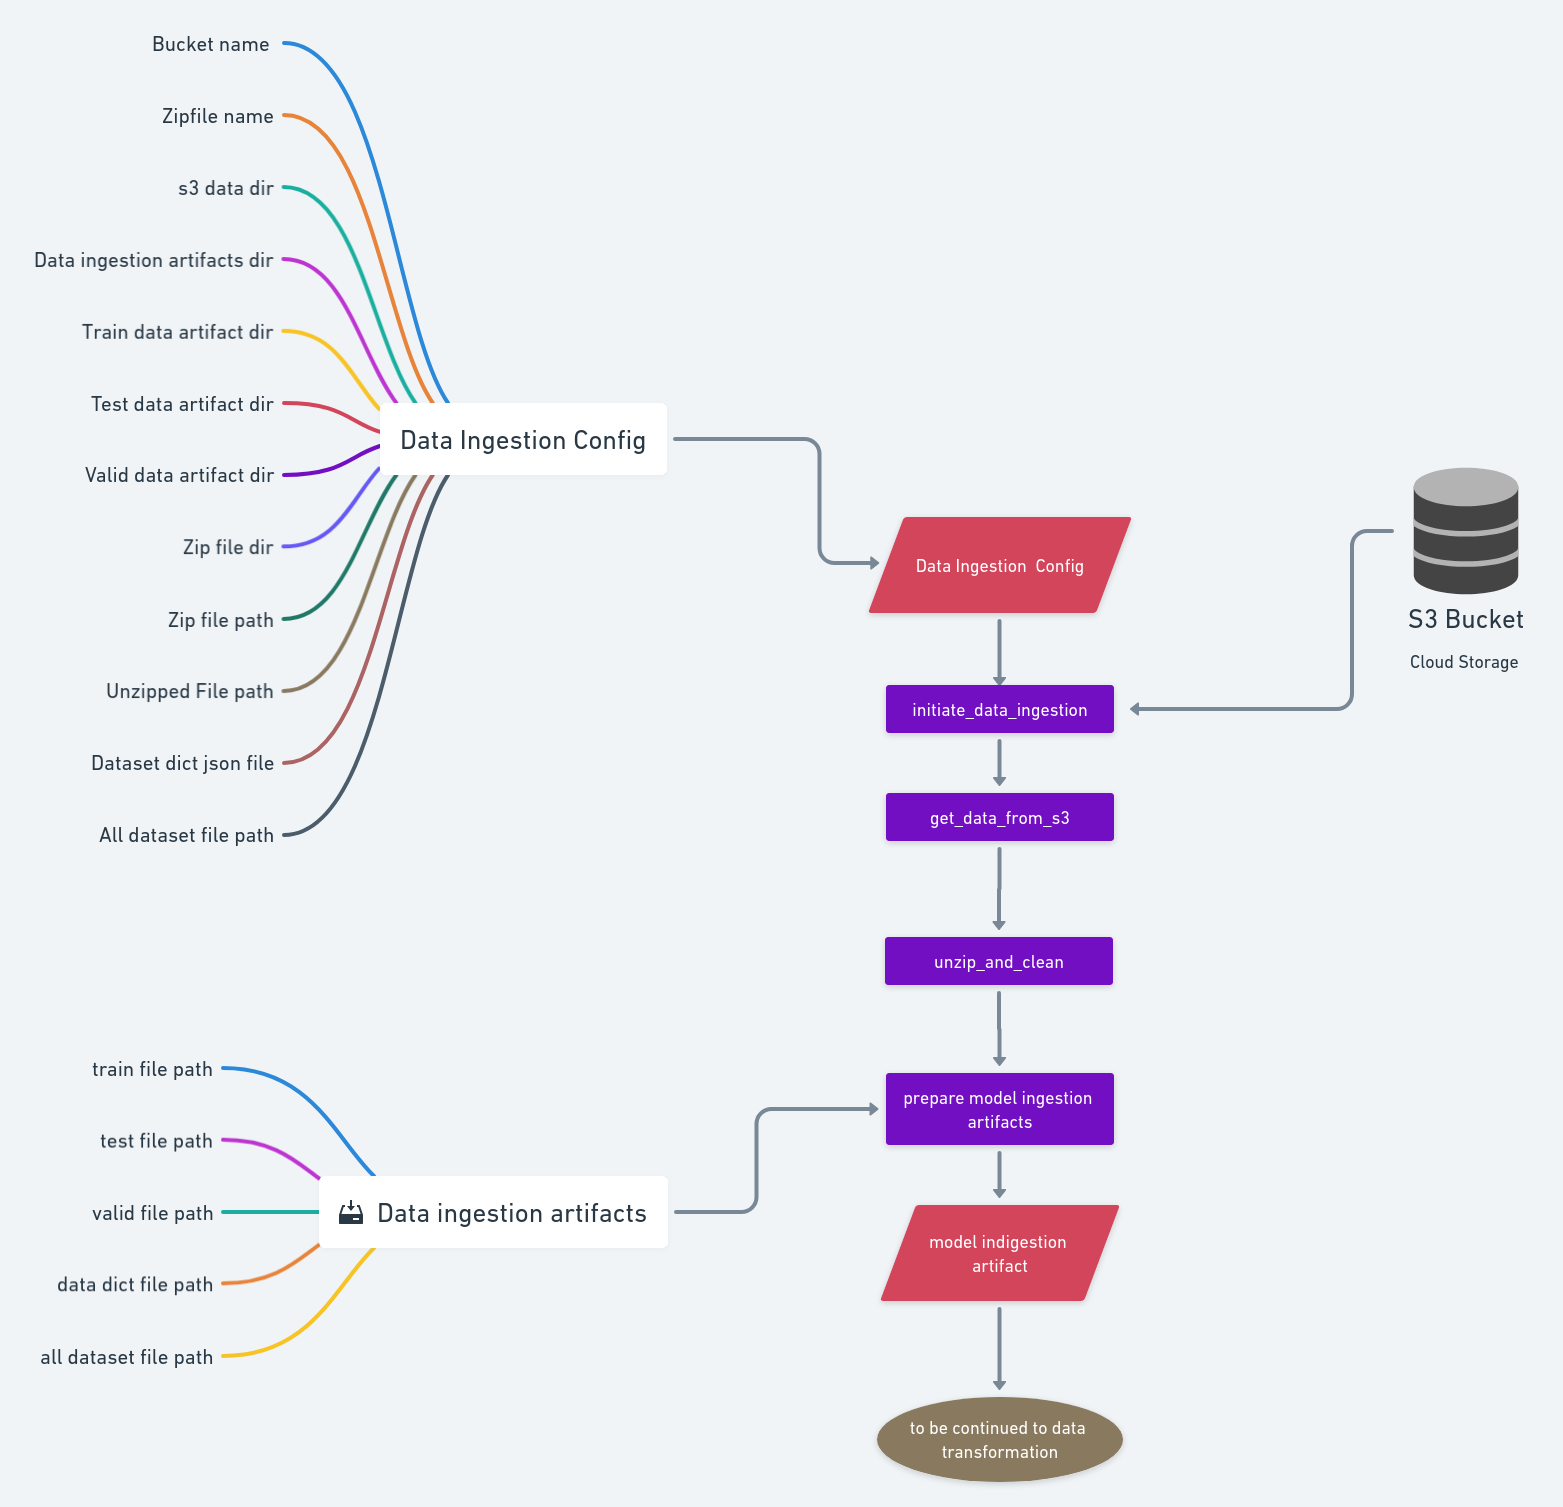 Bucket name
Zipfile name
s3 data dir
Data ingestion artifacts dir
Train data artifact dir
Test data artifact dir
Valid data artifact dir
Zip file dir
Zip file path
Unzipped File path
Dataset dict json file
All dataset file path
Data Ingestion Config
Data Ingestion  Config
S3 Bucket
Cloud Storage
initiate_data_ingestion
get_data_from_s3
unzip_and_clean
train file path
test file path
valid file path
data dict file path
all dataset file path
Data ingestion artifacts
prepare model ingestion
artifacts
model indigestion
artifact
to be continued to data
transformation